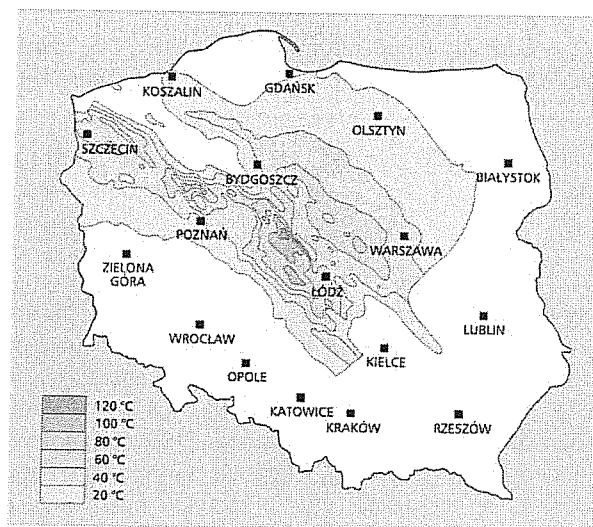 KOSZALIN
GDAŃSK
OLSZTYN
SZCZECIN
BYDGOSZCZ
BIAŁYSTOK
POZNAŃ
WARSZAWA
ZIELONA
GÓRA
ŁÓDŹ
LUBLIN
WROCŁAW
KIELCE
OPOLE
KATOWICE
KRAKÓW
RZESZÓW
120 °C
100 °C
80 °C
60 °C
40 °C
20 °C